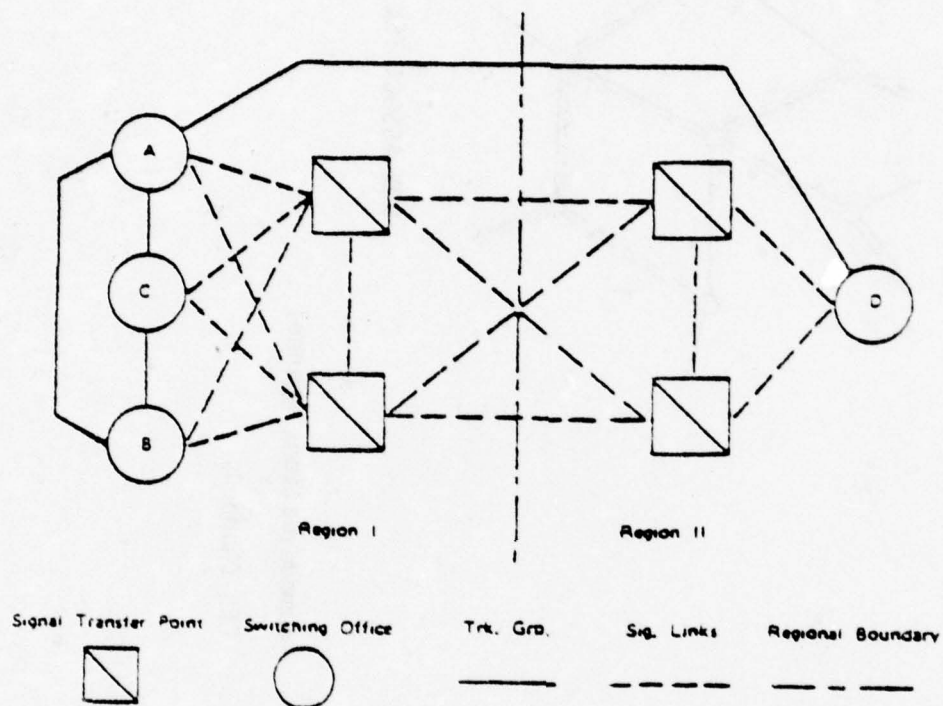 A
C
D
B
Region I
Region II
Signal Transfer Point
Switching Office
Trk. Grp.
Sig. Links
Regional Boundary